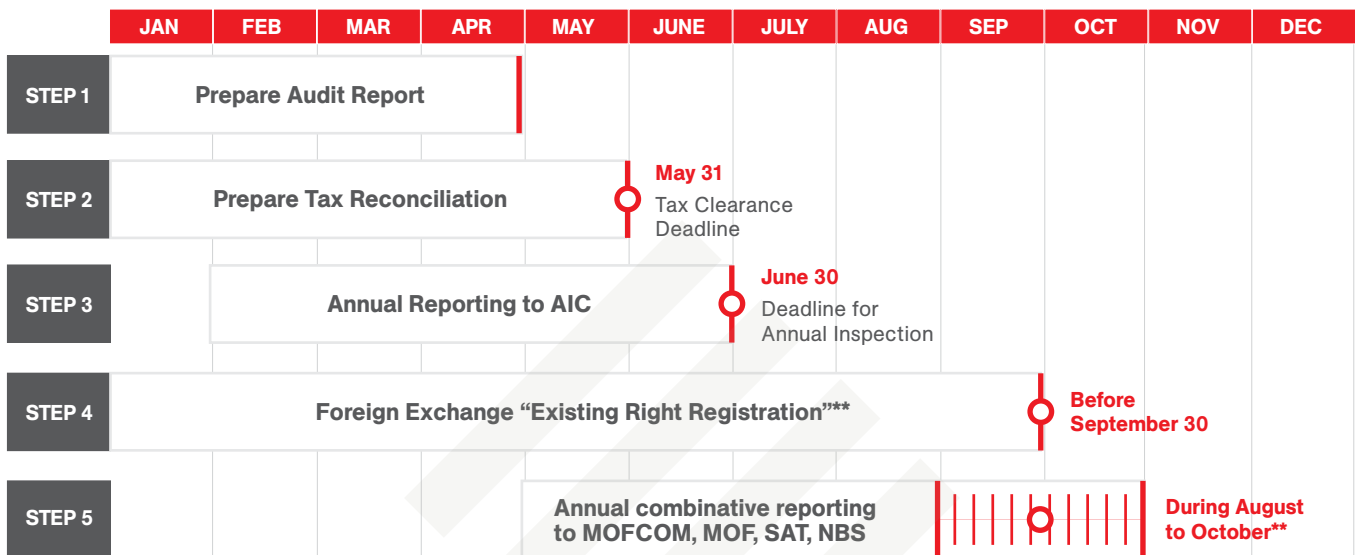 JAN FEB MAR APR MAY JUNE JULY AUG SEP OCT NOV DEC
STEP 1
Prepare Audit Report
STEP 2
Prepare Tax Reconciliation
May 31
Tax Clearance
Deadline
STEP 3
Annual Reporting to AIC
June 30
Deadline for
Annual Inspection
STEP 4
Foreign Exchange “Existing Right Registration”**
Before
September 30
STEP 5
Annual combinative reporting
to MOFCOM, MOF, SAT, NBS
During August
to October**